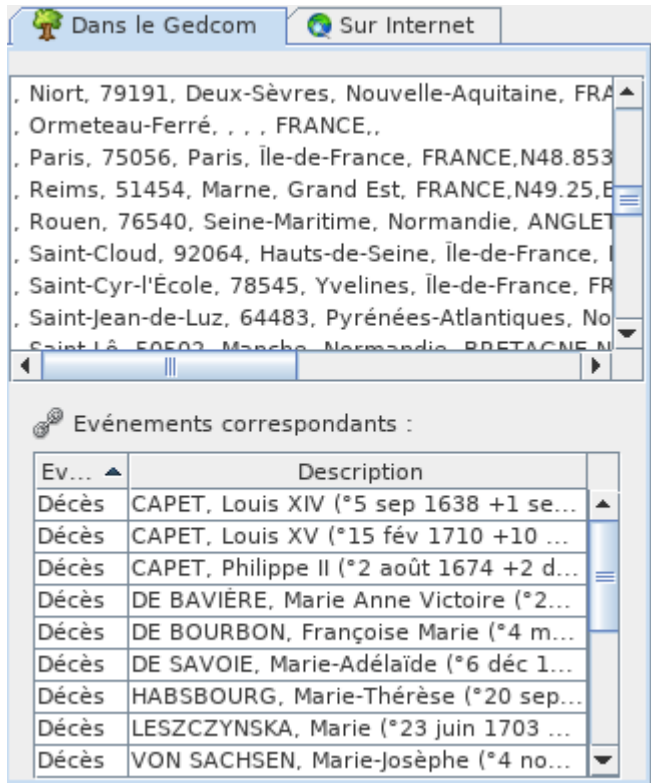 Dans le Gedcom Sur Internet
, Niort, 79191, Deux-Sèvres, Nouvelle-Aquitaine, FRA
, Ormeteau-Ferré, , , , FRANCE,,
, Paris, 75056, Paris, Île-de-France, FRANCE,N48.853
, Reims, 51454, Marne, Grand Est, FRANCE,N49.25,E
, Rouen, 76540, Seine-Maritime, Normandie, ANGLET
, Saint-Cloud, 92064, Hauts-de-Seine, Île-de-France,
, Saint-Cyr-l'École, 78545, Yvelines, Île-de-France, FR
, Saint-Jean-de-Luz, 64483, Pyrénées-Atlantiques, No
Saint-Lô, 50502, Manche, Normandie, BRETAGNE,N
Evénements correspondants :
Ev... Description
Décès CAPET, Louis XIV (°5 sep 1638 +1 se...
Décès CAPET, Louis XV (°15 fév 1710 +10 ...
Décès CAPET, Philippe II (°2 août 1674 +2 d...
Décès DE BAVIÈRE, Marie Anne Victoire (°2...
Décès DE BOURBON, Françoise Marie (°4 m...
Décès DE SAVOIE, Marie-Adélaïde (°6 déc 1...
Décès HABSBOURG, Marie-Thérèse (°20 sep...
Décès LESZCZYNSKA, Marie (°23 juin 1703 ...
Décès VON SACHSEN, Marie-Josèphe (°4 no...